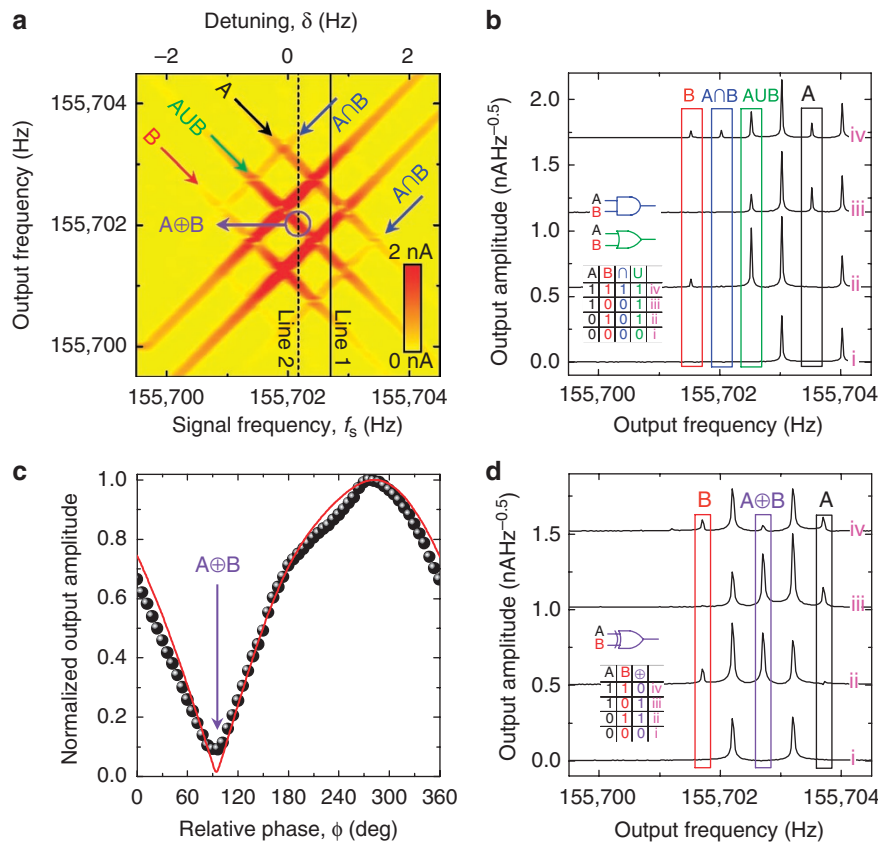 a
Detuning, δ (Hz)
−2 0 2
155,704
155,702
155,700
Output frequency (Hz)
A
A∩B
AUB
B
A∩B
A⊕B
2 nA
0 nA
Line 2
Line 1
155,700 155,702 155,704
Signal frequency, fs (Hz)
b
B A∩B AUB A
2.0
1.5
1.0
0.5
0.0
Output amplitude (nAHz−0.5)
iv
iii
ii
i
A
B
A
B
A B ∩ U
1 1 1 1 iv
1 0 0 1 iii
0 1 0 1 ii
0 0 0 0 i
155,700 155,702 155,704
Output frequency (Hz)
c
1.0
0.8
0.6
0.4
0.2
0.0
Normalized output amplitude
A⊕B
0 60 120 180 240 300 360
Relative phase, ϕ (deg)
d
B A⊕B A
1.5
1.0
0.5
0.0
Output amplitude (nAHz−0.5)
iv
iii
ii
i
A
B
A B ⊕
1 1 0 iv
1 0 1 iii
0 1 1 ii
0 0 0 i
155,700 155,702 155,704
Output frequency (Hz)